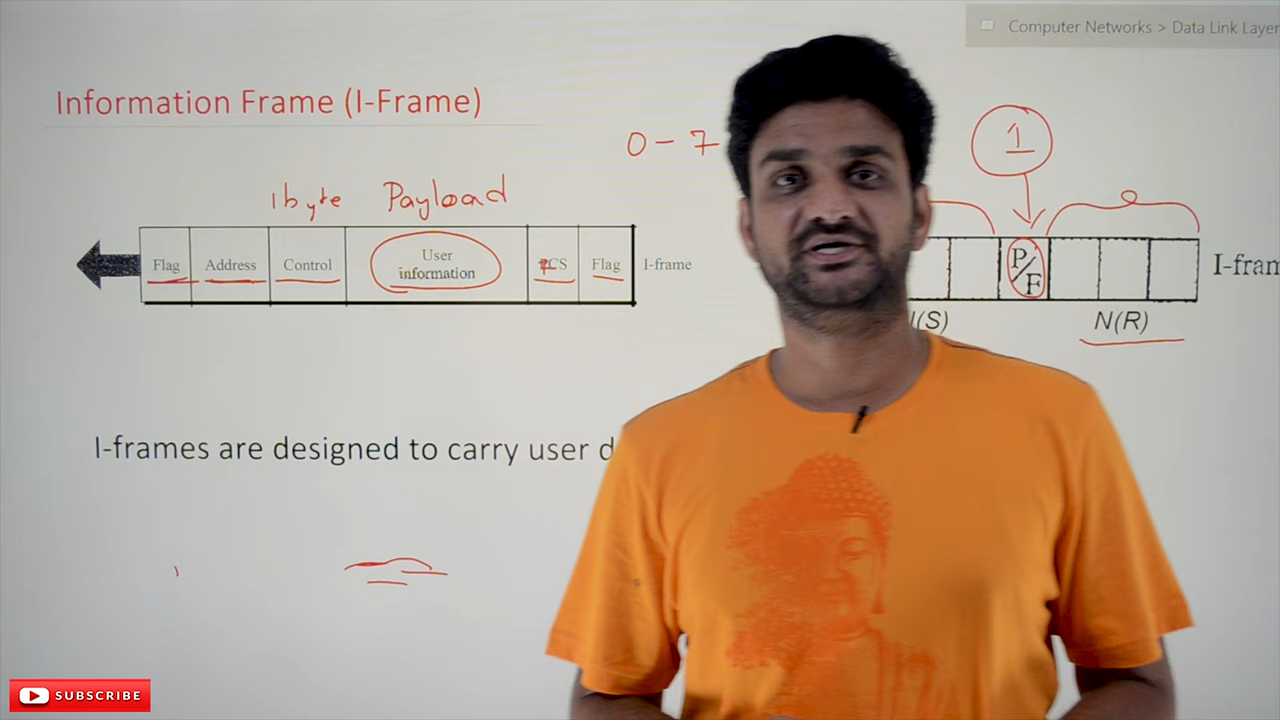 Computer Networks > Data Link Layer
Information Frame (I-Frame)
0 - 7
1
1byte Payload
Flag Address Control User information FCS Flag I-frame
P/F
I-fram
N(R)
I-frames are designed to carry user d
SUBSCRIBE